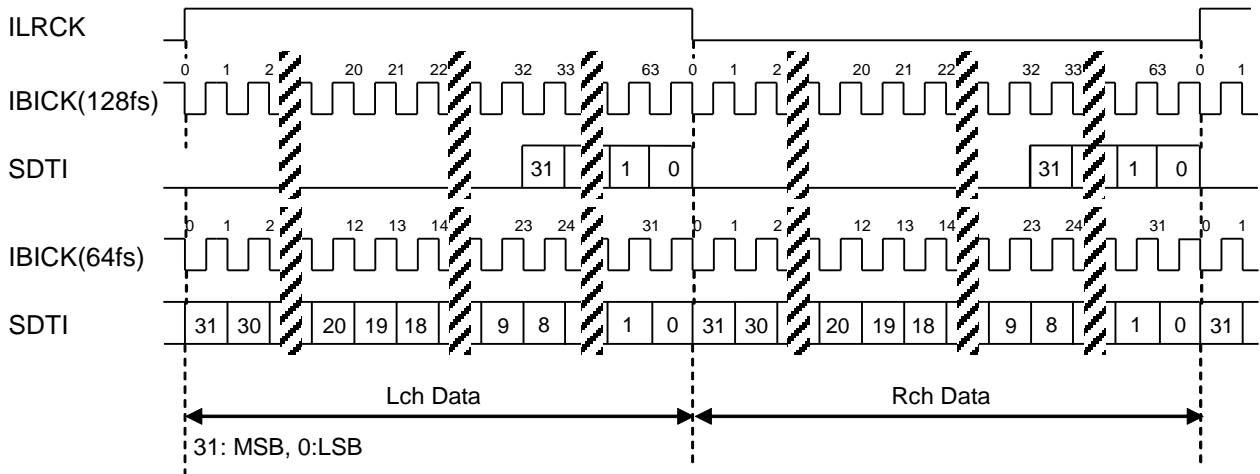 ILRCK
0 1 2 20 21 22 32 33 63 0 1 2 20 21 22 32 33 63 0 1
IBICK(128fs)
SDTI
31 1 0 31 1 0
0 1 2 12 13 14 23 24 31 0 1 2 12 13 14 23 24 31 0 1
IBICK(64fs)
SDTI
31 30 20 19 18 9 8 1 0 31 30 20 19 18 9 8 1 0 31
Lch Data Rch Data
31: MSB, 0:LSB